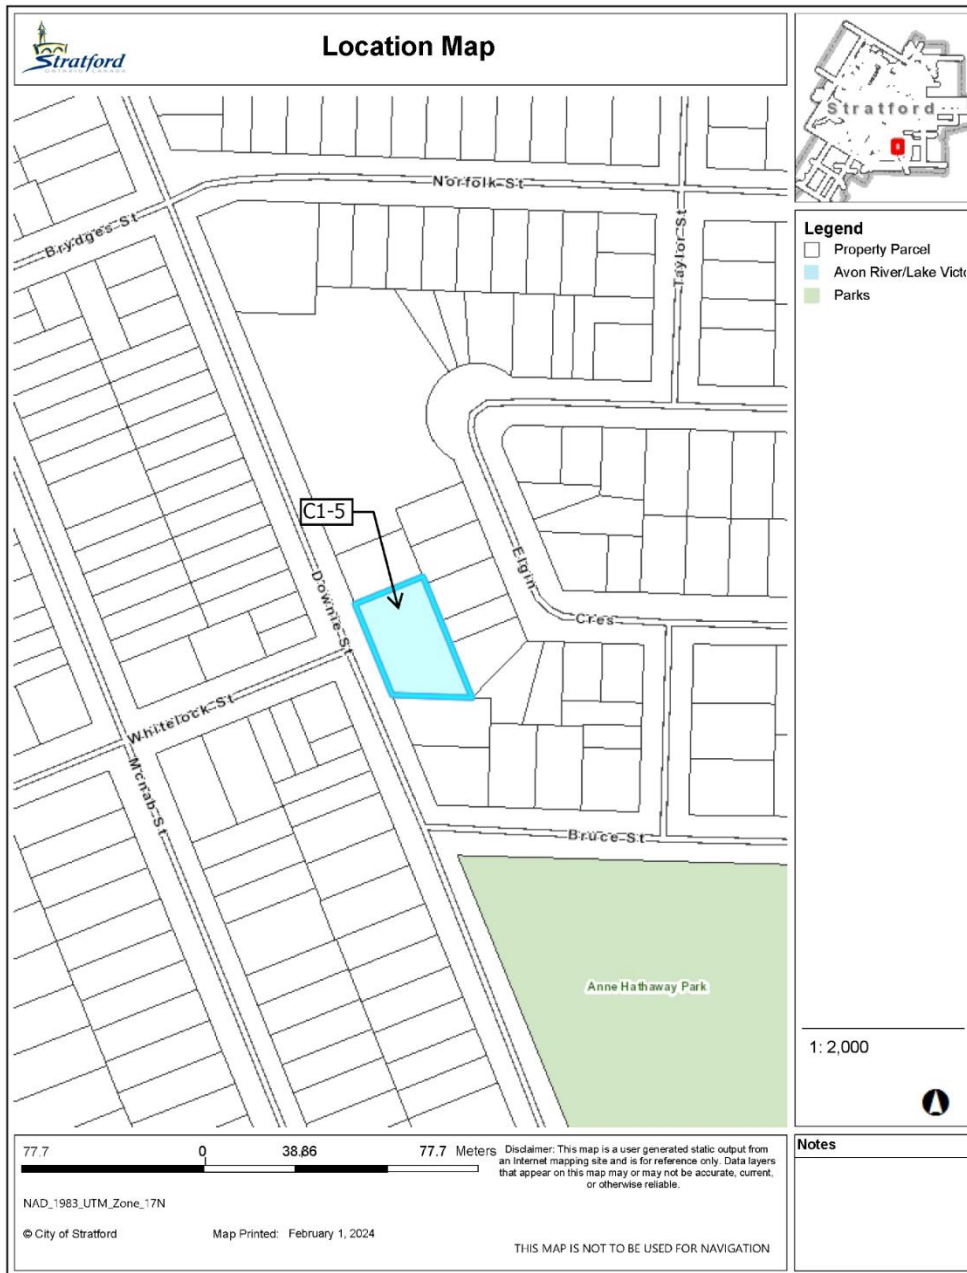 Stratford
ONTARIO CANADA
Location Map
Stratford
Norfolk St
Brydges St
Taylor St
Legend
Property Parcel
Avon River/Lake Victo
Parks
C1-5
Elgin
Cres
Downie St
Whitelock St
Mcnab St
Bruce St
Anne Hathaway Park
1: 2,000
77.7 0 38.86 77.7 Meters
Disclaimer: This map is a user generated static output from
an Internet mapping site and is for reference only. Data layers
that appear on this map may or may not be accurate, current,
or otherwise reliable.
NAD_1983_UTM_Zone_17N
© City of Stratford
Map Printed: February 1, 2024
THIS MAP IS NOT TO BE USED FOR NAVIGATION
Notes